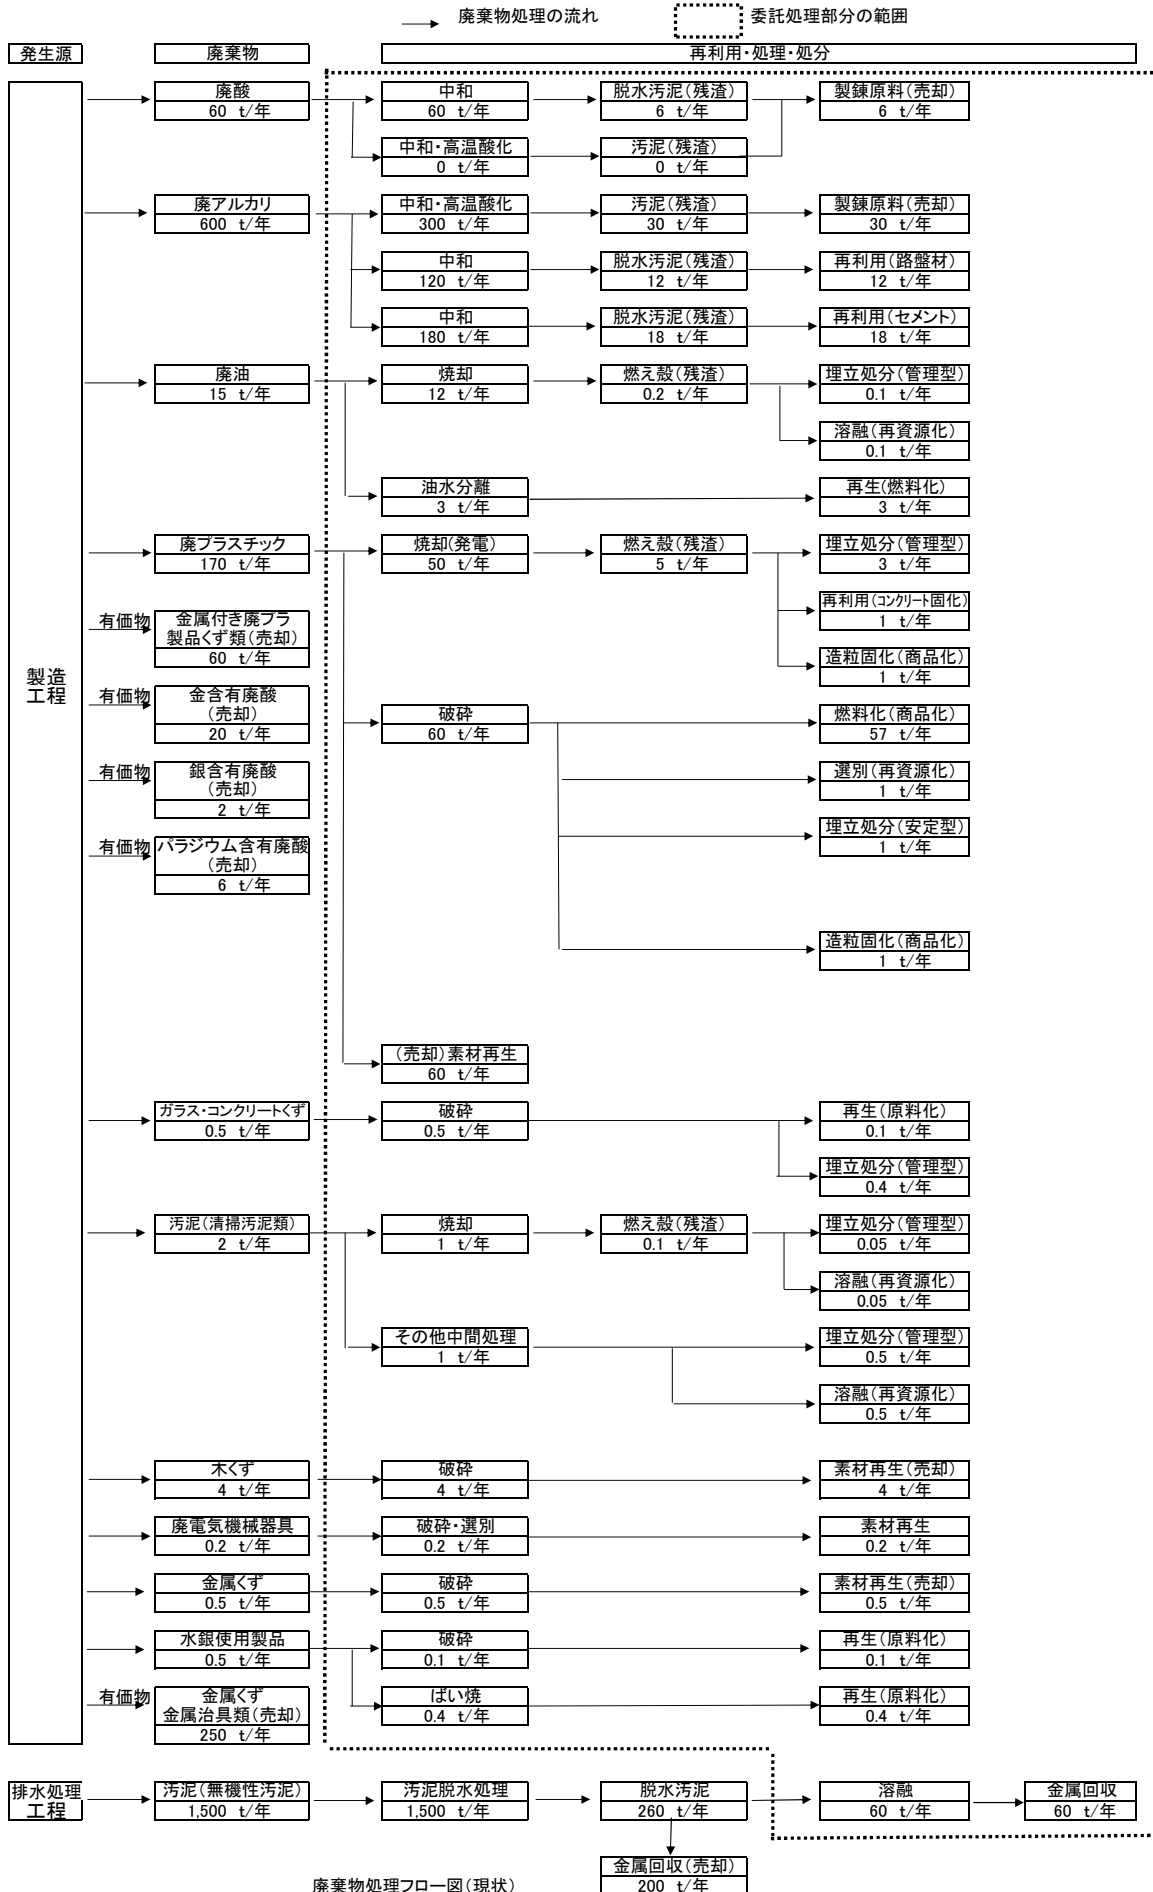 廃棄物処理の流れ
委託処理部分の範囲
発生源
廃棄物
再利用・処理・処分
製造
工程
廃酸
60 t/年
中和
60 t/年
脱水汚泥(残渣)
6 t/年
製錬原料(売却)
6 t/年
中和・高温酸化
0 t/年
汚泥(残渣)
0 t/年
廃アルカリ
600 t/年
中和・高温酸化
300 t/年
汚泥(残渣)
30 t/年
製錬原料(売却)
30 t/年
中和
120 t/年
脱水汚泥(残渣)
12 t/年
再利用(路盤材)
12 t/年
中和
180 t/年
脱水汚泥(残渣)
18 t/年
再利用(セメント)
18 t/年
廃油
15 t/年
焼却
12 t/年
燃え殻(残渣)
0.2 t/年
埋立処分(管理型)
0.1 t/年
溶融(再資源化)
0.1 t/年
油水分離
3 t/年
再生(燃料化)
3 t/年
廃プラスチック
170 t/年
焼却(発電)
50 t/年
燃え殻(残渣)
5 t/年
埋立処分(管理型)
3 t/年
再利用(コンクリート固化)
1 t/年
造粒固化(商品化)
1 t/年
有価物
金属付き廃プラ
製品くず類(売却)
60 t/年
有価物
金含有廃酸
(売却)
20 t/年
破砕
60 t/年
燃料化(商品化)
57 t/年
有価物
銀含有廃酸
(売却)
2 t/年
選別(再資源化)
1 t/年
有価物
パラジウム含有廃酸
(売却)
6 t/年
埋立処分(安定型)
1 t/年
造粒固化(商品化)
1 t/年
(売却)素材再生
60 t/年
ガラス・コンクリートくず
0.5 t/年
破砕
0.5 t/年
再生(原料化)
0.1 t/年
埋立処分(管理型)
0.4 t/年
汚泥(清掃汚泥類)
2 t/年
焼却
1 t/年
燃え殻(残渣)
0.1 t/年
埋立処分(管理型)
0.05 t/年
溶融(再資源化)
0.05 t/年
その他中間処理
1 t/年
埋立処分(管理型)
0.5 t/年
溶融(再資源化)
0.5 t/年
木くず
4 t/年
破砕
4 t/年
素材再生(売却)
4 t/年
廃電気機械器具
0.2 t/年
破砕・選別
0.2 t/年
素材再生
0.2 t/年
金属くず
0.5 t/年
破砕
0.5 t/年
素材再生(売却)
0.5 t/年
水銀使用製品
0.5 t/年
破砕
0.1 t/年
再生(原料化)
0.1 t/年
有価物
金属くず
金属治具類(売却)
250 t/年
ばい焼
0.4 t/年
再生(原料化)
0.4 t/年
排水処理
工程
汚泥(無機性汚泥)
1,500 t/年
汚泥脱水処理
1,500 t/年
脱水汚泥
260 t/年
溶融
60 t/年
金属回収
60 t/年
金属回収(売却)
200 t/年
廃棄物処理フロー図(現状)